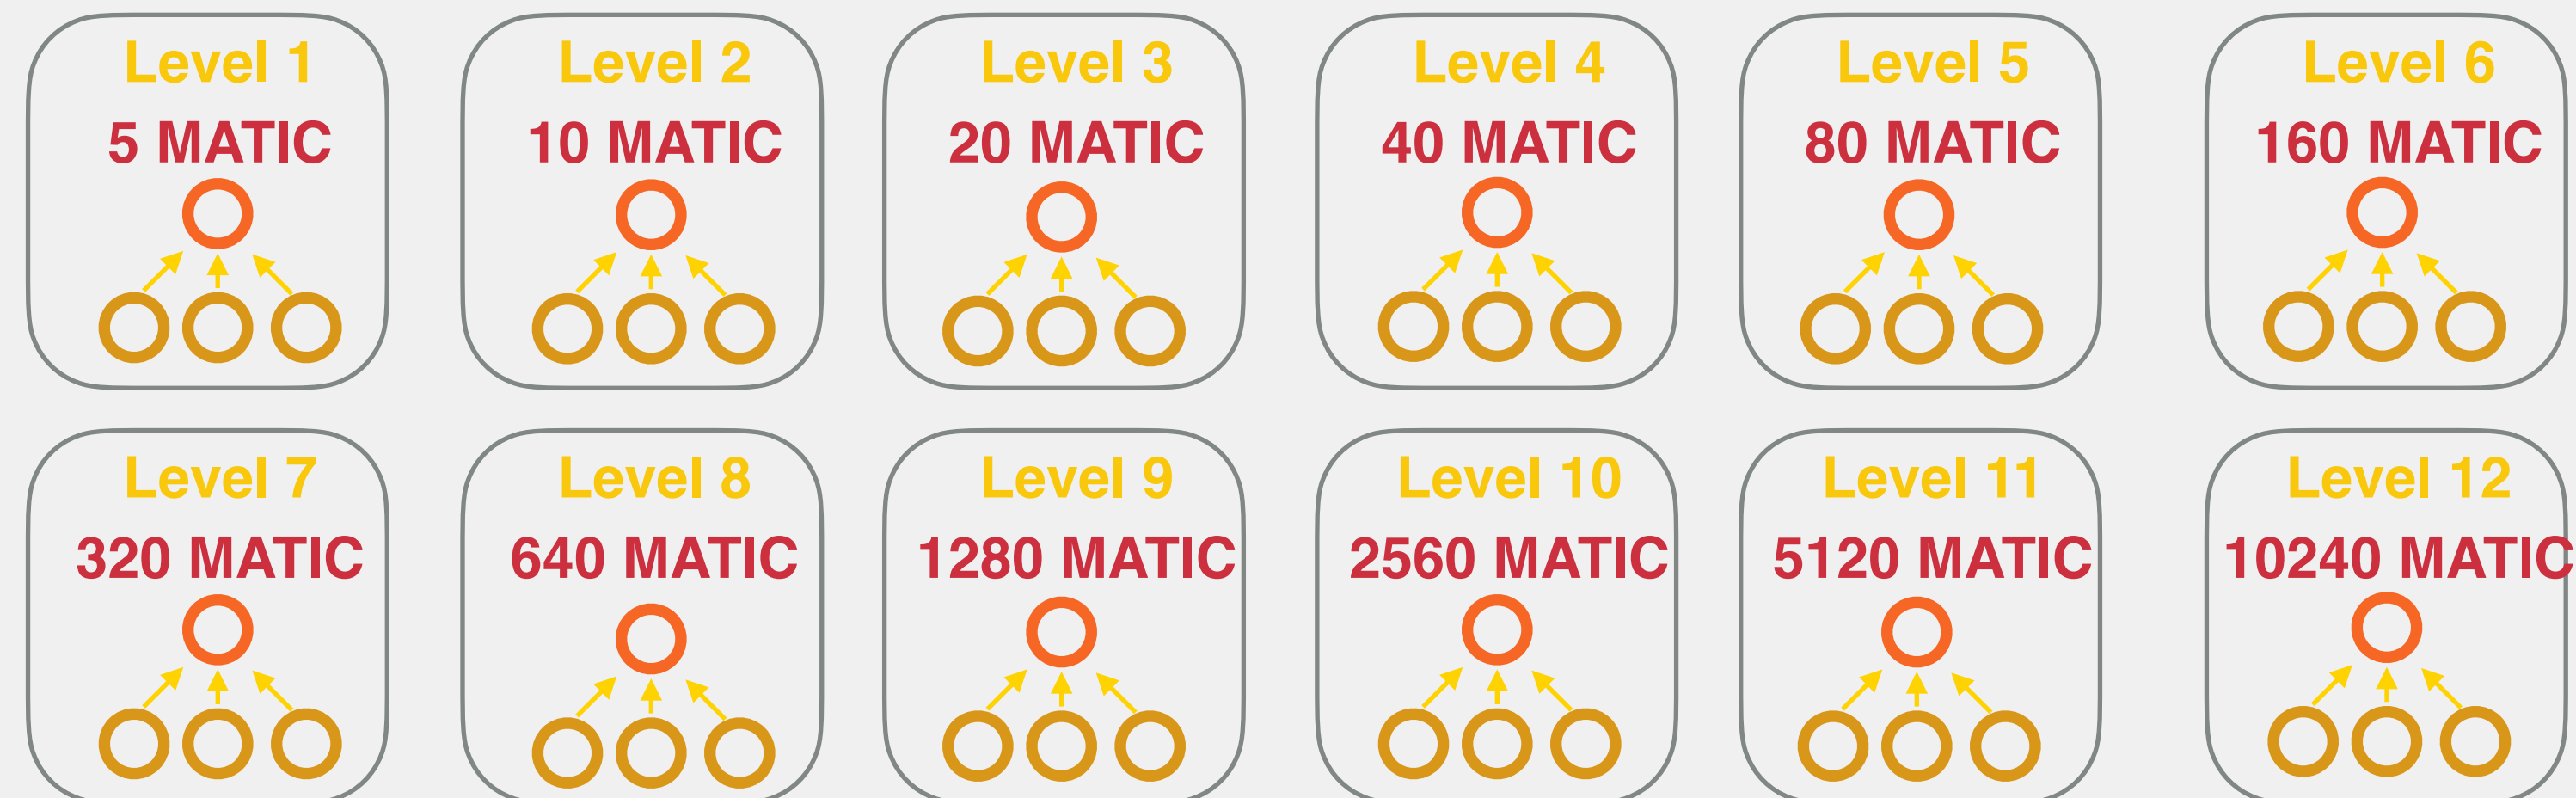 Level 1
5 MATIC
Level 2
10 MATIC
Level 3
20 MATIC
Level 4
40 MATIC
Level 5
80 MATIC
Level 6
160 MATIC
Level 7
320 MATIC
Level 8
640 MATIC
Level 9
1280 MATIC
Level 10
2560 MATIC
Level 11
5120 MATIC
Level 12
10240 MATIC